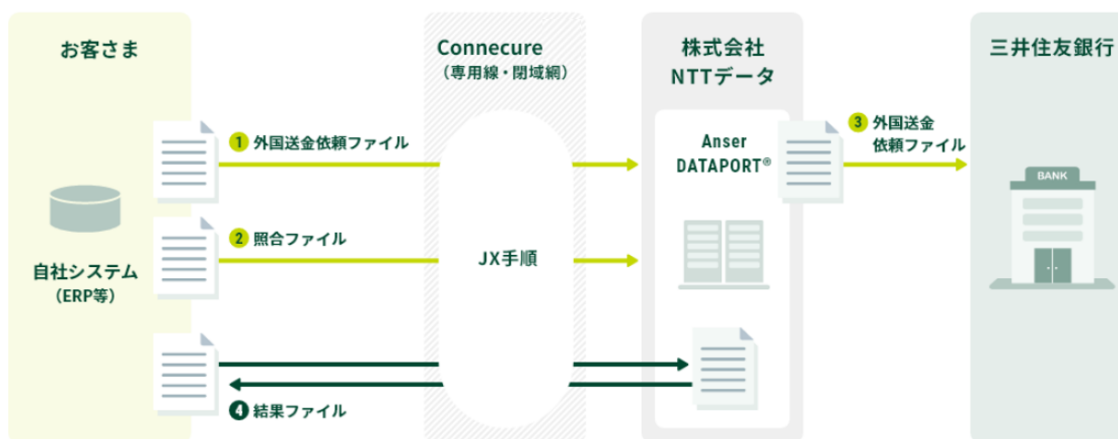 お客さま
自社システム
（ERP等）
1 外国送金依頼ファイル
2 照合ファイル
4 結果ファイル
Connecure
（専用線・閉域網）
JX手順
株式会社
NTTデータ
Anser
DATAPORT®
3 外国送金
依頼ファイル
三井住友銀行
BANK